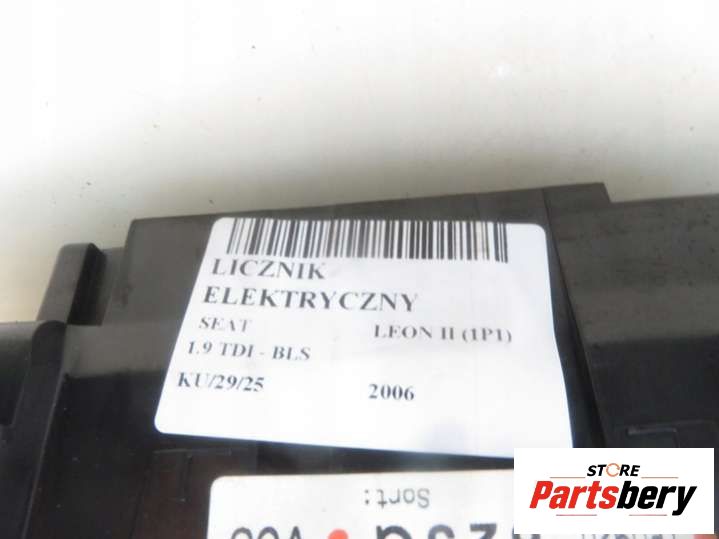 LICZNIK
ELEKTRYCZNY
SEAT LEON II (1P1)
1.9 TDI - BLS
KU/29/25 2006
Sort:
STORE
Partsbery